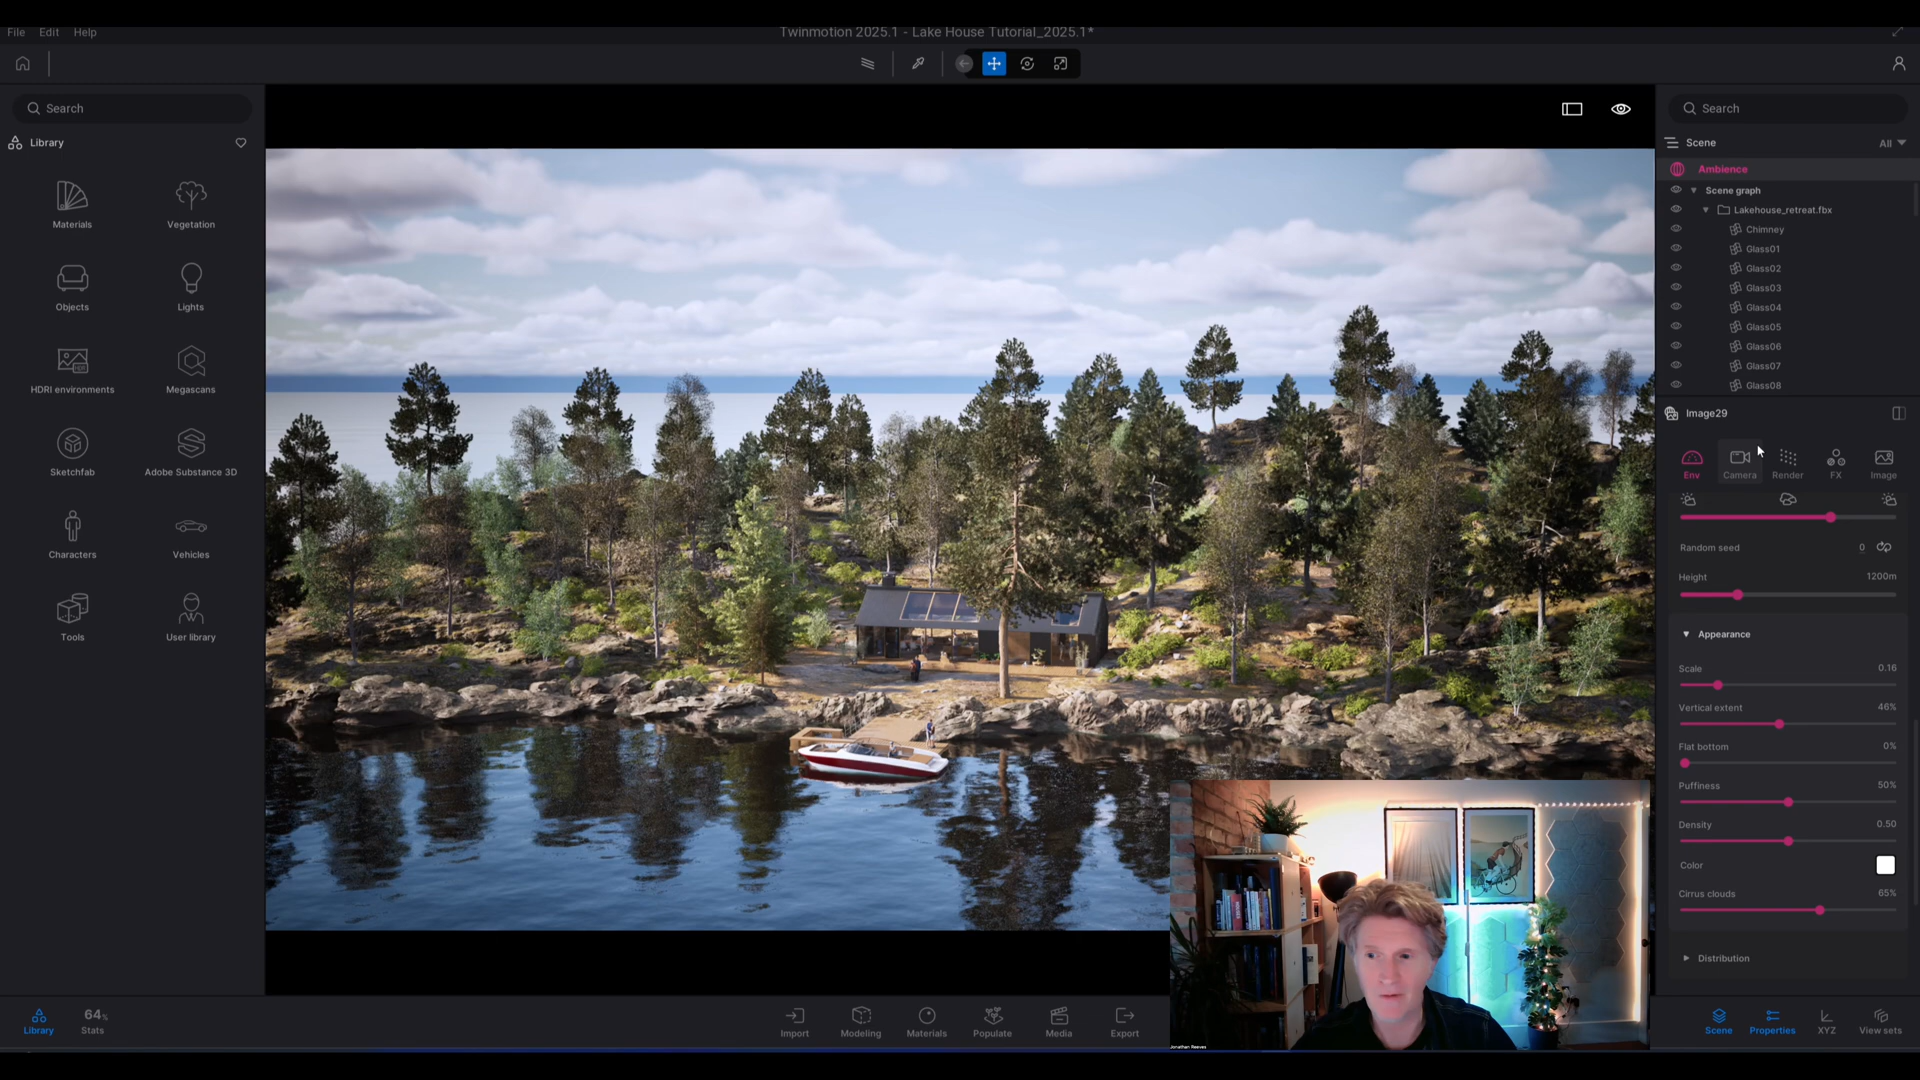 File Edit Help
Twinmotion 2025.1 - Lake House Tutorial_2025.1*
Search
Library
Materials
Vegetation
Objects
Lights
HDRI environments
Megascans
Sketchfab
Adobe Substance 3D
Characters
Vehicles
Tools
User library
Search
Scene
All
Ambience
Scene graph
Lakehouse_retreat.fbx
Chimney
Glass01
Glass02
Glass03
Glass04
Glass05
Glass06
Glass07
Glass08
Image29
Env
Camera
Render
FX
Image
Random seed 0
Height 1200m
Appearance
Scale 0.16
Vertical extent 46%
Flat bottom 0%
Puffiness 50%
Density 0.50
Color
Cirrus clouds 65%
Distribution
Library
64%
Stats
Import
Modeling
Materials
Populate
Media
Export
Jonathan Reeves
Scene
Properties
XYZ
View sets